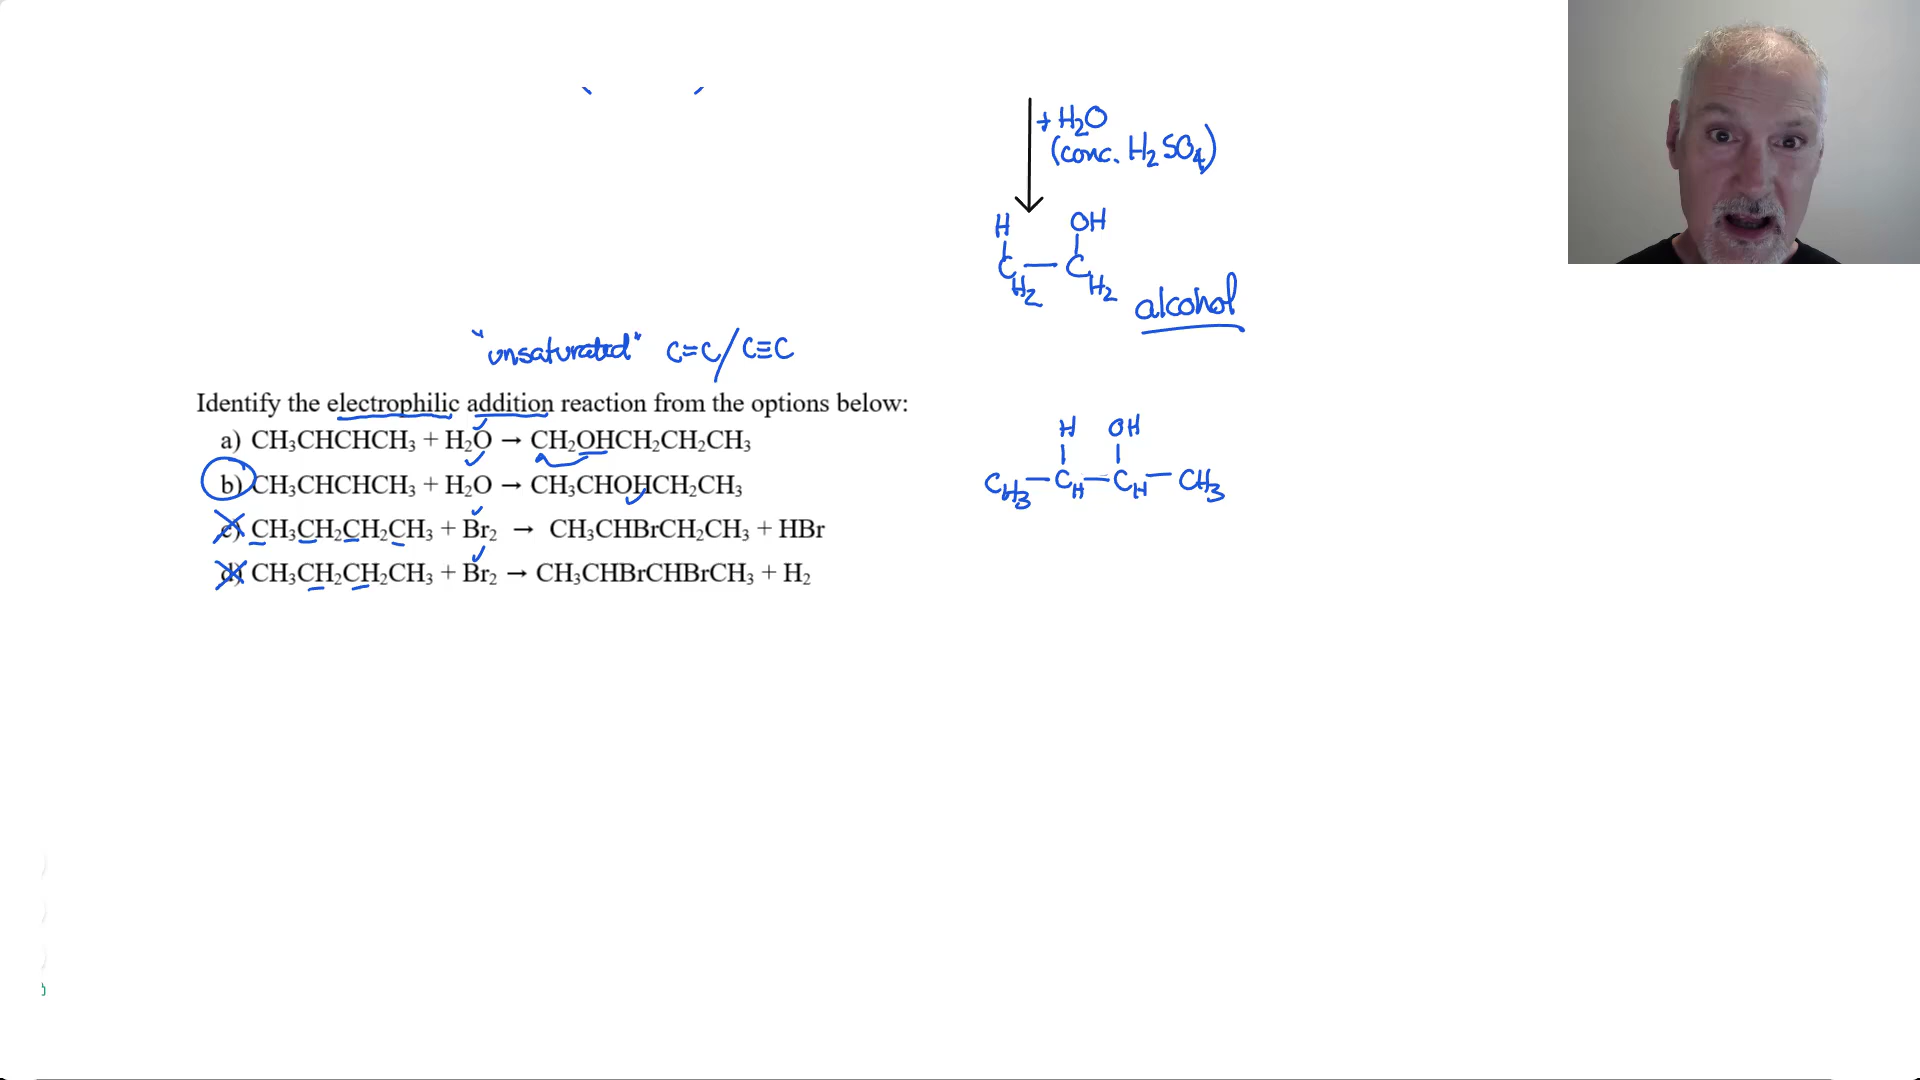 + H₂O
(conc. H₂SO₄)
H OH
C — C
H₂ H₂
alcohol
"unsaturated" C=C/C≡C
Identify the electrophilic addition reaction from the options below:
a) CH₃CHCHCH₃ + H₂O → CH₂OHCH₂CH₂CH₃
b) CH₃CHCHCH₃ + H₂O → CH₃CHOHCH₂CH₃
c) CH₃CH₂CH₂CH₃ + Br₂ → CH₃CHBrCH₂CH₃ + HBr
d) CH₃CH₂CH₂CH₃ + Br₂ → CH₃CHBrCHBrCH₃ + H₂
H OH
CH₃—CH—CH—CH₃